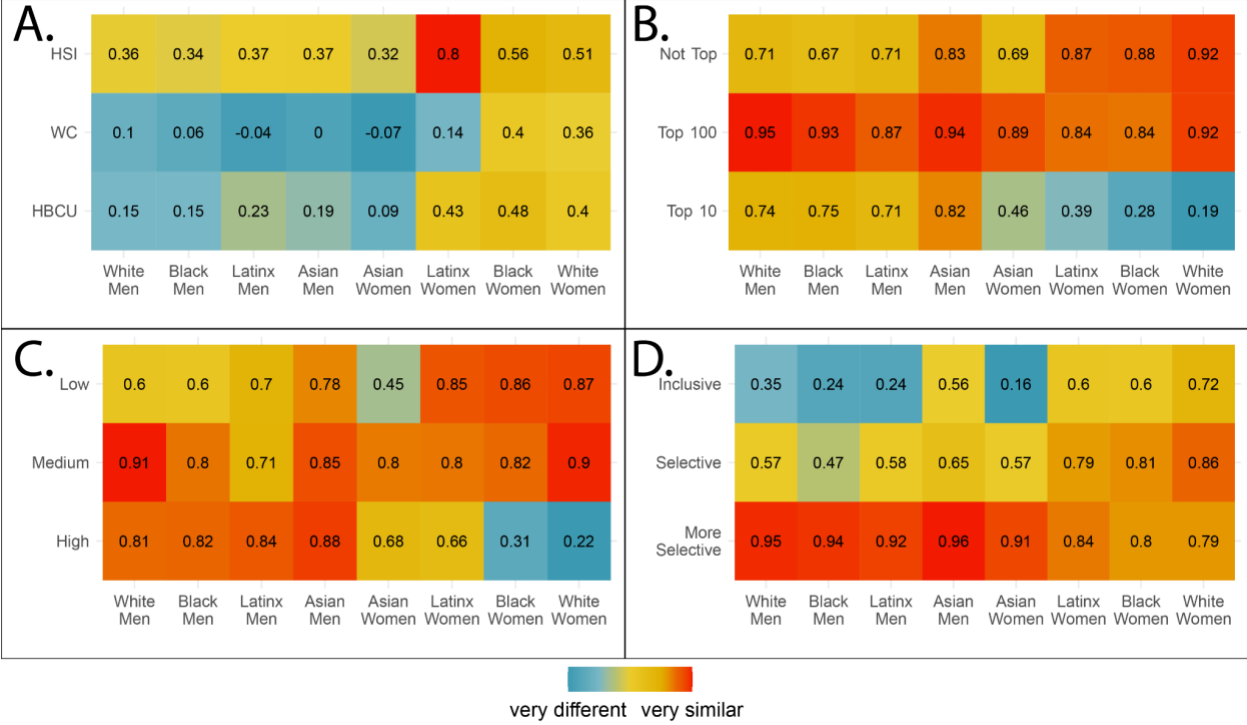 A.
HSI 0.36 0.34 0.37 0.37 0.32 0.8 0.56 0.51
WC 0.1 0.06 -0.04 0 -0.07 0.14 0.4 0.36
HBCU 0.15 0.15 0.23 0.19 0.09 0.43 0.48 0.4
White Black Latinx Asian Asian Latinx Black White
Men Men Men Men Women Women Women Women
B.
Not Top 0.71 0.67 0.71 0.83 0.69 0.87 0.88 0.92
Top 100 0.95 0.93 0.87 0.94 0.89 0.84 0.84 0.92
Top 10 0.74 0.75 0.71 0.82 0.46 0.39 0.28 0.19
White Black Latinx Asian Asian Latinx Black White
Men Men Men Men Women Women Women Women
C.
Low 0.6 0.6 0.7 0.78 0.45 0.85 0.86 0.87
Medium 0.91 0.8 0.71 0.85 0.8 0.8 0.82 0.9
High 0.81 0.82 0.84 0.88 0.68 0.66 0.31 0.22
White Black Latinx Asian Asian Latinx Black White
Men Men Men Men Women Women Women Women
D.
Inclusive 0.35 0.24 0.24 0.56 0.16 0.6 0.6 0.72
Selective 0.57 0.47 0.58 0.65 0.57 0.79 0.81 0.86
More
Selective 0.95 0.94 0.92 0.96 0.91 0.84 0.8 0.79
White Black Latinx Asian Asian Latinx Black White
Men Men Men Men Women Women Women Women
very different very similar